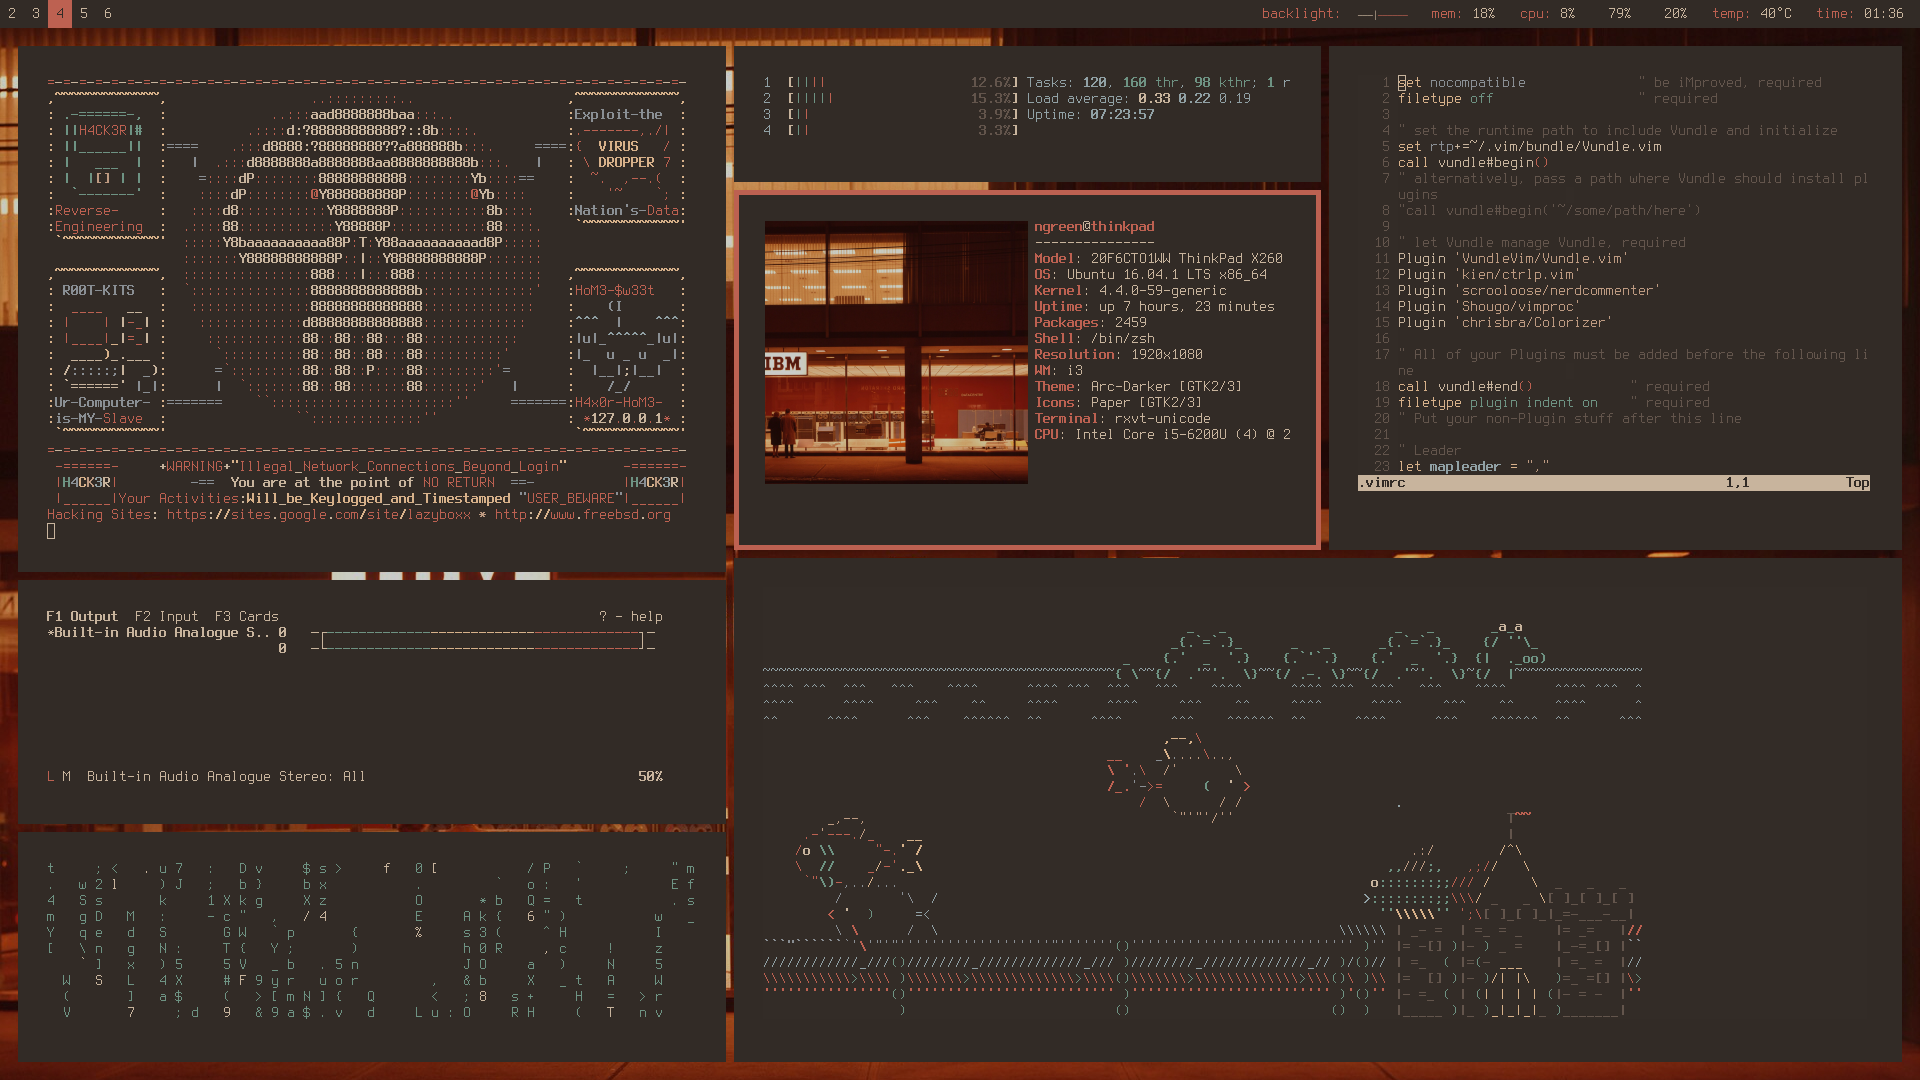 2 3 4 5 6
backlight: mem: 18% cpu: 8% 79% 20% temp: 40°C time: 01:36
H4CK3R
Reverse-
Engineering
Exploit-the
VIRUS
DROPPER
Nation's-Data
R00T-KITS
Ur-Computer-
is-MY-Slave
HoM3-$w33t
H4x0r-HoM3-
*127.0.0.1*
+WARNING+"Illegal_Network_Connections_Beyond_Login"
|H4CK3R| -== You are at the point of NO RETURN ==- |H4CK3R|
|______|Your Activities:Will_be_Keylogged_and_Timestamped "USER_BEWARE"|______|
Hacking Sites: https://sites.google.com/site/lazyboxx * http://www.freebsd.org
1 [|||| 12.6%] Tasks: 120, 160 thr, 98 kthr; 1 r
2 [||||| 15.3%] Load average: 0.33 0.22 0.19
3 [|| 3.9%] Uptime: 07:23:57
4 [|| 3.3%]
IBM
ngreen@thinkpad
---------------
Model: 20F6CTO1WW ThinkPad X260
OS: Ubuntu 16.04.1 LTS x86_64
Kernel: 4.4.0-59-generic
Uptime: up 7 hours, 23 minutes
Packages: 2459
Shell: /bin/zsh
Resolution: 1920x1080
WM: i3
Theme: Arc-Darker [GTK2/3]
Icons: Paper [GTK2/3]
Terminal: rxvt-unicode
CPU: Intel Core i5-6200U (4) @ 2
1 set nocompatible " be iMproved, required
2 filetype off " required
3
4 " set the runtime path to include Vundle and initialize
5 set rtp+=~/.vim/bundle/Vundle.vim
6 call vundle#begin()
7 " alternatively, pass a path where Vundle should install pl
ugins
8 "call vundle#begin('~/some/path/here')
9
10 " let Vundle manage Vundle, required
11 Plugin 'VundleVim/Vundle.vim'
12 Plugin 'kien/ctrlp.vim'
13 Plugin 'scrooloose/nerdcommenter'
14 Plugin 'Shougo/vimproc'
15 Plugin 'chrisbra/Colorizer'
16
17 " All of your Plugins must be added before the following li
ne
18 call vundle#end() " required
19 filetype plugin indent on " required
20 " Put your non-Plugin stuff after this line
21
22 " Leader
23 let mapleader = ","
.vimrc 1,1 Top
F1 Output F2 Input F3 Cards ? - help
*Built-in Audio Analogue S.. 0
0
L M Built-in Audio Analogue Stereo: All 50%